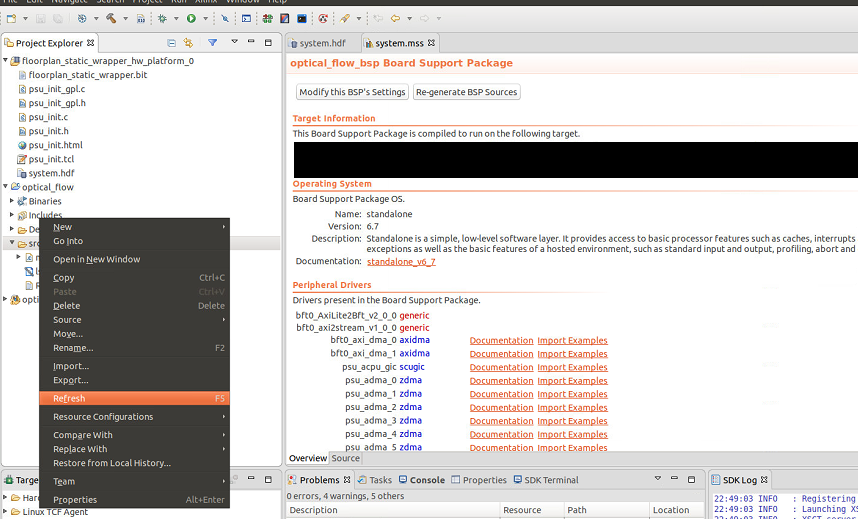 File Edit Navigate Search Project Run Xilinx Window Help
Project Explorer
floorplan_static_wrapper_hw_platform_0
floorplan_static_wrapper.bit
psu_init_gpl.c
psu_init_gpl.h
psu_init.c
psu_init.h
psu_init.html
psu_init.tcl
system.hdf
optical_flow
Binaries
Includes
De
src
opti
New
Go Into
Open in New Window
Copy Ctrl+C
Paste Ctrl+V
Delete Delete
Source
Move...
Rename... F2
Import...
Export...
Refresh F5
Resource Configurations
Compare With
Replace With
Restore from Local History...
Team
Properties Alt+Enter
Targe
Hard
Linux TCF Agent
system.hdf system.mss
optical_flow_bsp Board Support Package
Modify this BSP's Settings Re-generate BSP Sources
Target Information
This Board Support Package is compiled to run on the following target.
Operating System
Board Support Package OS.
Name: standalone
Version: 6.7
Description: Standalone is a simple, low-level software layer. It provides access to basic processor features such as caches, interrupts
exceptions as well as the basic features of a hosted environment, such as standard input and output, profiling, abort and
Documentation: standalone_v6_7
Peripheral Drivers
Drivers present in the Board Support Package.
bft0_AxiLite2Bft_v2_0_0 generic
bft0_axi2stream_v1_0_0 generic
bft0_axi_dma_0 axidma Documentation Import Examples
bft0_axi_dma_1 axidma Documentation Import Examples
psu_acpu_gic scugic Documentation Import Examples
psu_adma_0 zdma Documentation Import Examples
psu_adma_1 zdma Documentation Import Examples
psu_adma_2 zdma Documentation Import Examples
psu_adma_3 zdma Documentation Import Examples
psu_adma_4 zdma Documentation Import Examples
psu_adma_5 zdma Documentation Import Examples
Overview Source
Problems Tasks Console Properties SDK Terminal
0 errors, 4 warnings, 5 others
Description Resource Path Location
SDK Log
22:49:03 INFO : Registering
22:49:03 INFO : Launching XS
22:49:03 INFO : XSCT server